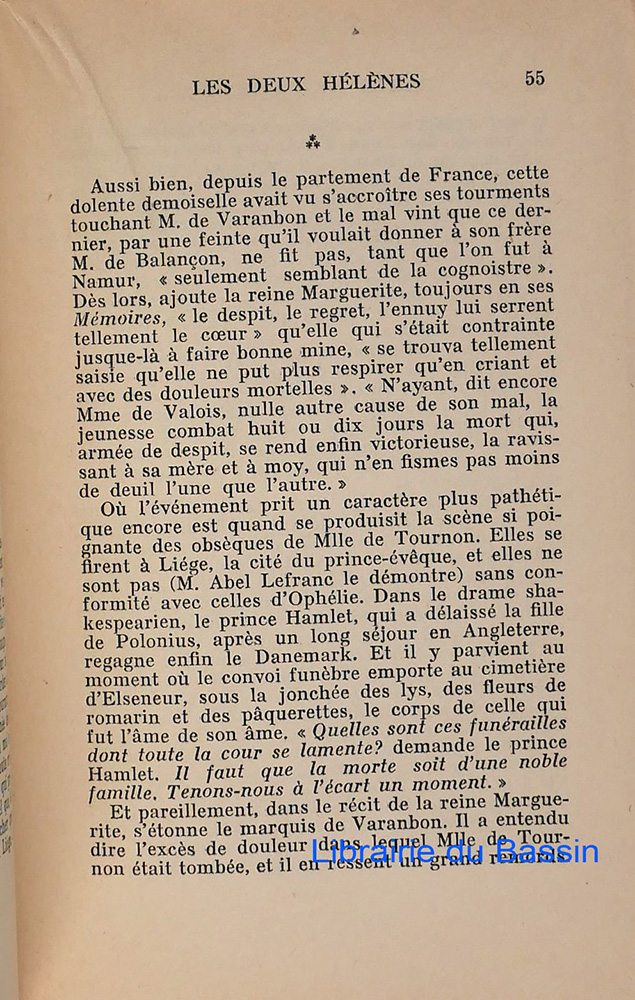 LES DEUX HÉLÈNES 55
⁂
Aussi bien, depuis le partement de France, cette
dolente demoiselle avait vu s'accroître ses tourments
touchant M. de Varanbon et le mal vint que ce der-
nier, par une feinte qu'il voulait donner à son frère
M. de Balançon, ne fit pas, tant que l'on fut à
Namur, « seulement semblant de la cognoistre ».
Dès lors, ajoute la reine Marguerite, toujours en ses
Mémoires, « le despit, le regret, l'ennuy lui serrent
tellement le cœur » qu'elle qui s'était contrainte
jusque-là à faire bonne mine, « se trouva tellement
saisie qu'elle ne put plus respirer qu'en criant et
avec des douleurs mortelles ». « N'ayant, dit encore
Mme de Valois, nulle autre cause de son mal, la
jeunesse combat huit ou dix jours la mort qui,
armée de despit, se rend enfin victorieuse, la ravis-
sant à sa mère et à moy, qui n'en fismes pas moins
de deuil l'une que l'autre. »
Où l'événement prit un caractère plus pathéti-
que encore est quand se produisit la scène si poi-
gnante des obsèques de Mlle de Tournon. Elles se
firent à Liége, la cité du prince-évêque, et elles ne
sont pas (M. Abel Lefranc le démontre) sans con-
formité avec celles d'Ophélie. Dans le drame sha-
kespearien, le prince Hamlet, qui a délaissé la fille
de Polonius, après un long séjour en Angleterre,
regagne enfin le Danemark. Et il y parvient au
moment où le convoi funèbre emporte au cimetière
d'Elseneur, sous la jonchée des lys, des fleurs de
romarin et des pâquerettes, le corps de celle qui
fut l'âme de son âme. « Quelles sont ces funérailles
dont toute la cour se lamente? demande le prince
Hamlet. Il faut que la morte soit d'une noble
famille. Tenons-nous à l'écart un moment. »
Et pareillement, dans le récit de la reine Margue-
rite, s'étonne le marquis de Varanbon. Il a entendu
dire l'excès de douleur dans lequel Mlle de Tour-
non était tombée, et il en ressent un grand remords
Librairie du Bassin